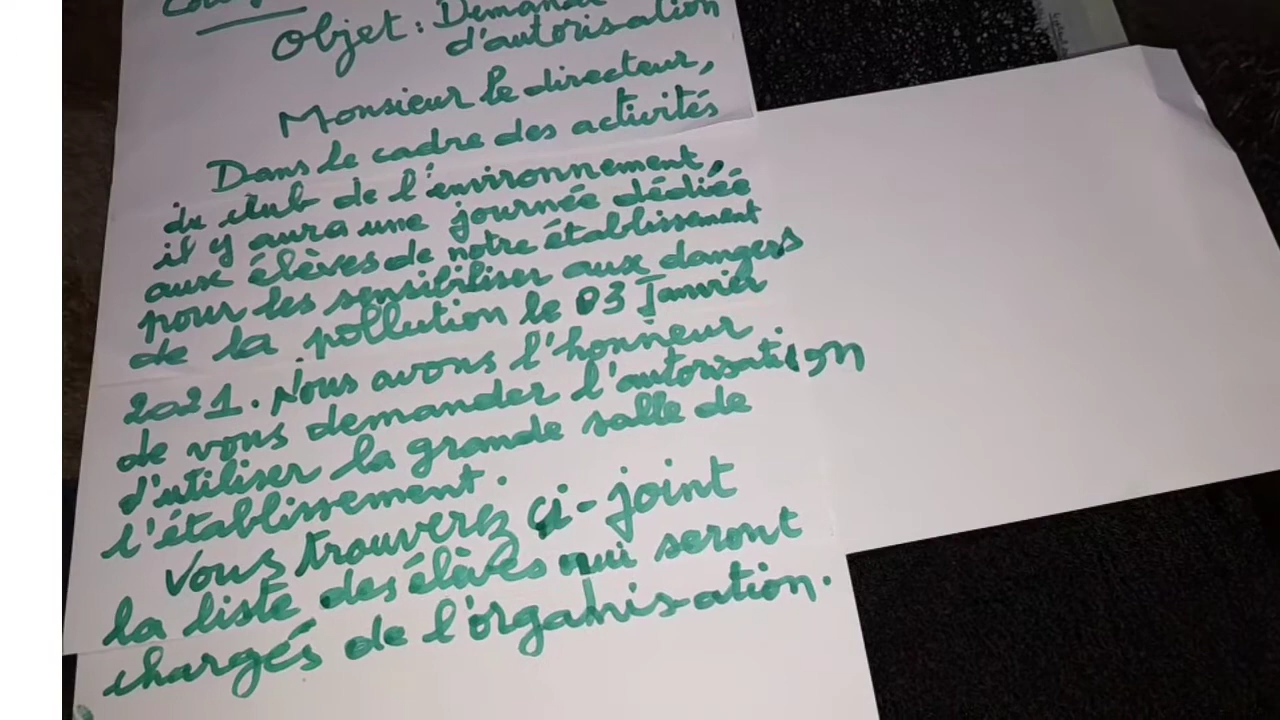 Objet : Demande
d'autorisation
Monsieur le directeur,
Dans le cadre des activités
du club de l'environnement,
il y aura une journée dédiéé
aux élèves de notre établissement
pour les sensibiliser aux dangers
de la pollution le 03 Janvier
2021. Nous avons l'honneur
de vous demander l'autorisation
d'utiliser la grande salle de
l'établissement.
Vous trouverez ci-joint
la liste des élèves qui seront
chargés de l'organisation.